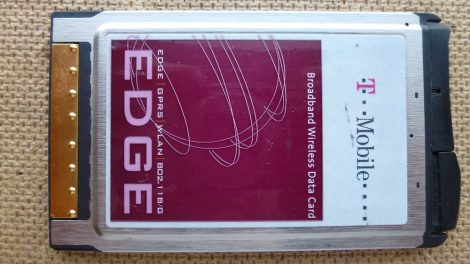 T··Mobile····
Broadband Wireless Data Card
EDGE | GPRS | WLAN | 802.11B/G
EDGE